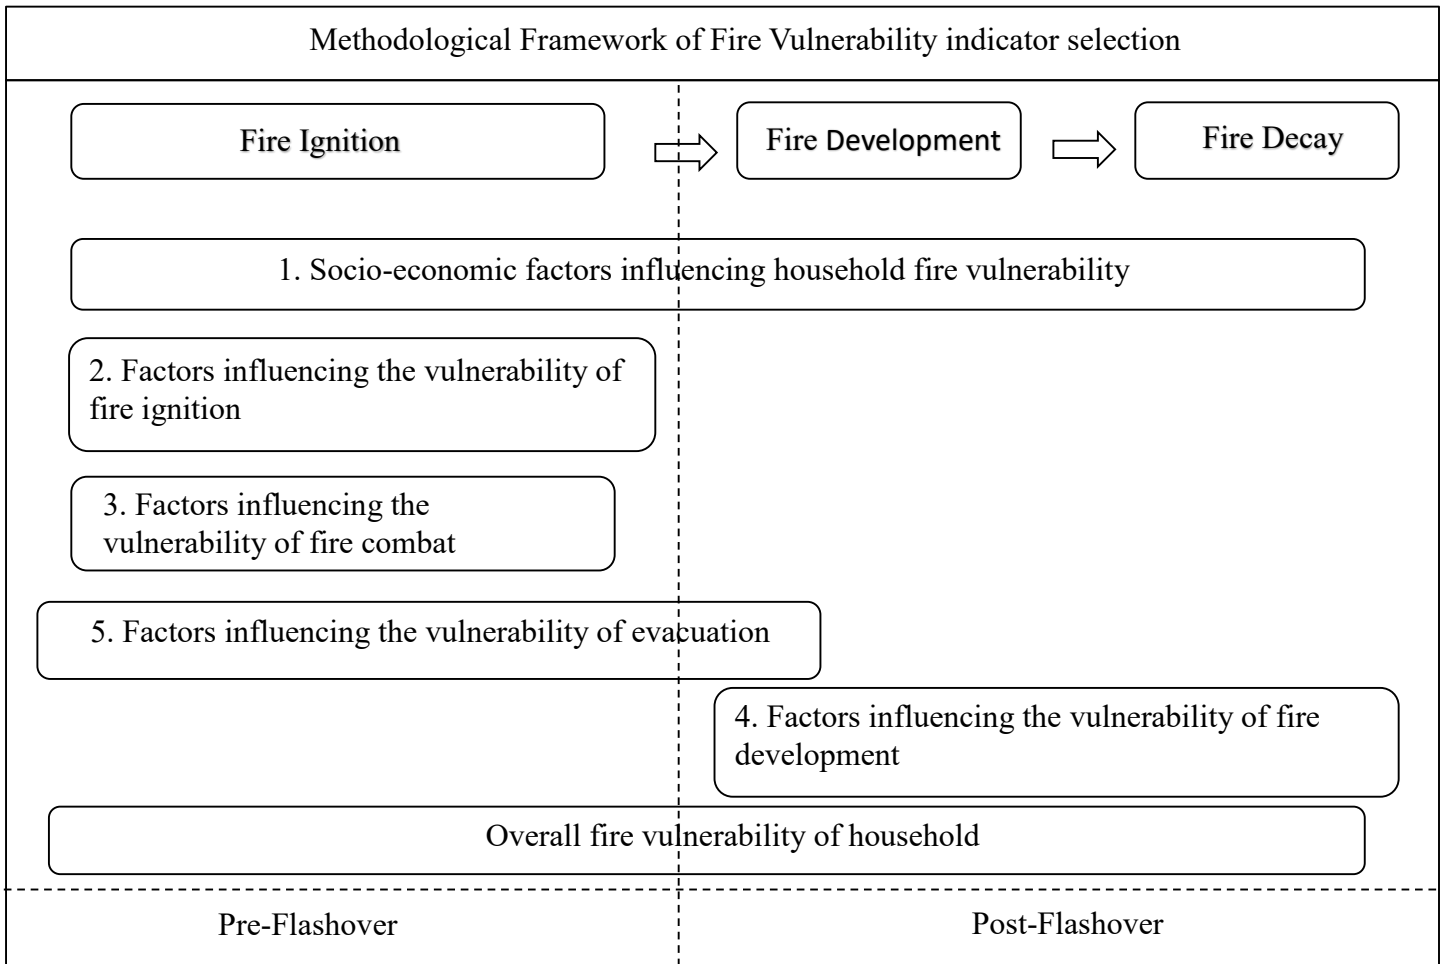 Methodological Framework of Fire Vulnerability indicator selection
Fire Ignition
Fire Development
Fire Decay
1. Socio-economic factors influencing household fire vulnerability
2. Factors influencing the vulnerability of
fire ignition
3. Factors influencing the
vulnerability of fire combat
5. Factors influencing the vulnerability of evacuation
4. Factors influencing the vulnerability of fire
development
Overall fire vulnerability of household
Pre-Flashover
Post-Flashover